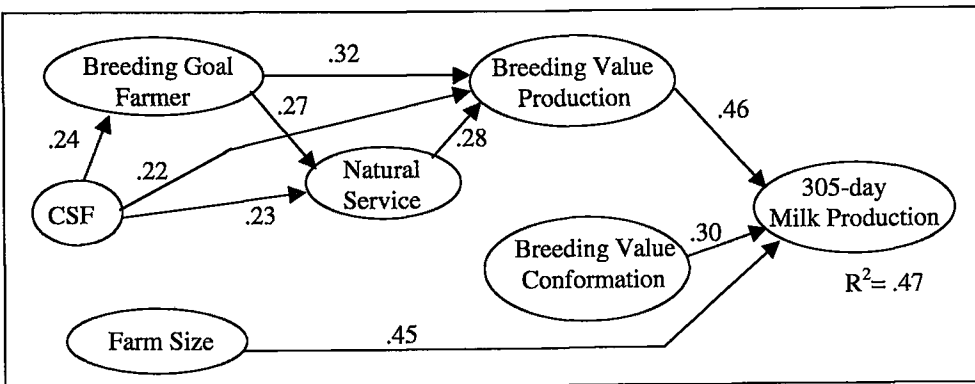 .32
Breeding Goal
Farmer
Breeding Value
Production
.27
.46
.24
.22
.28
Natural
Service
305-day
Milk Production
CSF
.23
.30
Breeding Value
Conformation
R²= .47
Farm Size
.45